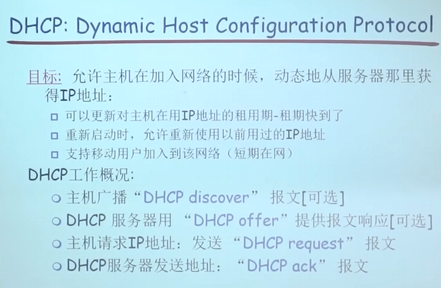 DHCP: Dynamic Host Configuration Protocol
目标: 允许主机在加入网络的时候，动态地从服务器那里获
得IP地址：
可以更新对主机在用IP地址的租用期-租期快到了
重新启动时，允许重新使用以前用过的IP地址
支持移动用户加入到该网络（短期在网）
DHCP工作概况:
主机广播“DHCP discover” 报文[可选]
DHCP 服务器用 “DHCP offer”提供报文响应[可选]
主机请求IP地址：发送 “DHCP request” 报文
DHCP服务器发送地址：“DHCP ack” 报文